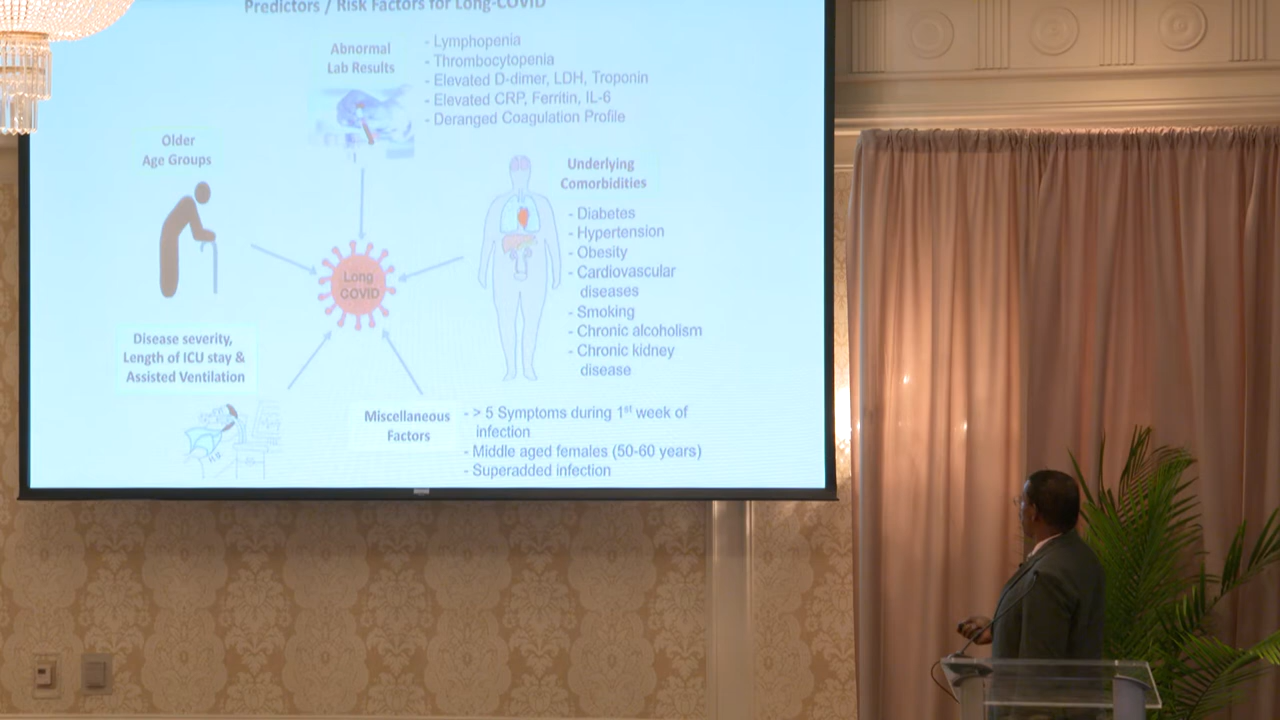 Predictors / Risk Factors for Long-COVID
Abnormal
Lab Results
- Lymphopenia
- Thrombocytopenia
- Elevated D-dimer, LDH, Troponin
- Elevated CRP, Ferritin, IL-6
- Deranged Coagulation Profile
Older
Age Groups
Underlying
Comorbidities
- Diabetes
- Hypertension
- Obesity
- Cardiovascular
diseases
- Smoking
- Chronic alcoholism
- Chronic kidney
disease
Long
COVID
Disease severity,
Length of ICU stay &
Assisted Ventilation
Miscellaneous
Factors
- > 5 Symptoms during 1st week of
infection
- Middle aged females (50-60 years)
- Superadded infection